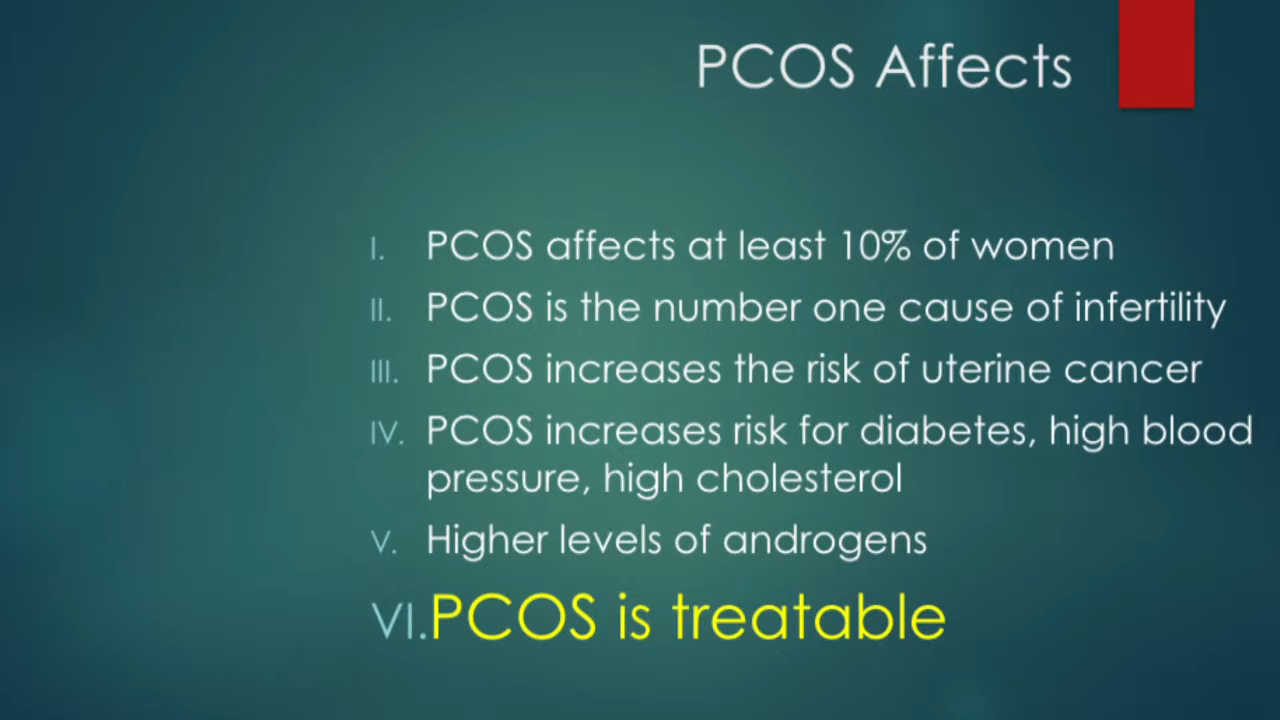 PCOS Affects
I. PCOS affects at least 10% of women
II. PCOS is the number one cause of infertility
III. PCOS increases the risk of uterine cancer
IV. PCOS increases risk for diabetes, high blood
pressure, high cholesterol
V. Higher levels of androgens
VI. PCOS is treatable